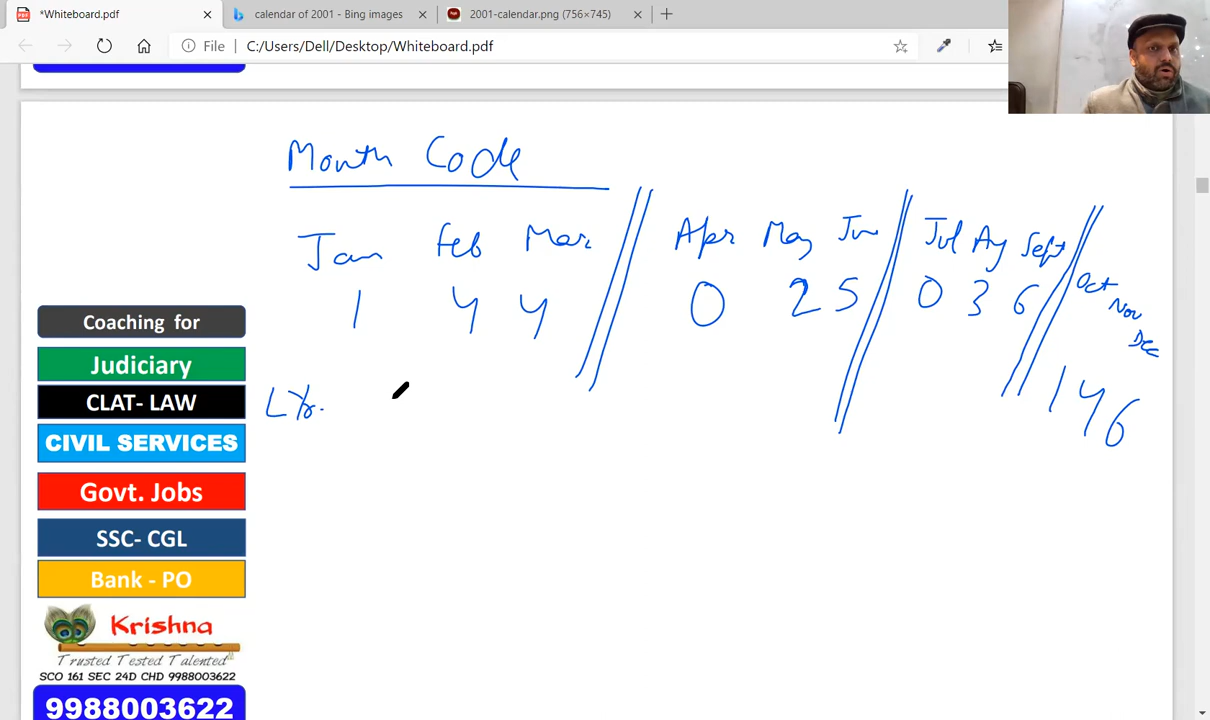 *Whiteboard.pdf
calendar of 2001 - Bing images
2001-calendar.png (756×745)
File
C:/Users/Dell/Desktop/Whiteboard.pdf
Month Code
Jan Feb Mar Apr May Jun Jul Aug Sept Oct Nov Dec
1 4 4 0 2 5 0 3 6 1 4 6
L Yr.
Coaching for
Judiciary
CLAT- LAW
CIVIL SERVICES
Govt. Jobs
SSC- CGL
Bank - PO
Krishna
Trusted Tested Talented
SCO 161 SEC 24D CHD 9988003622
9988003622